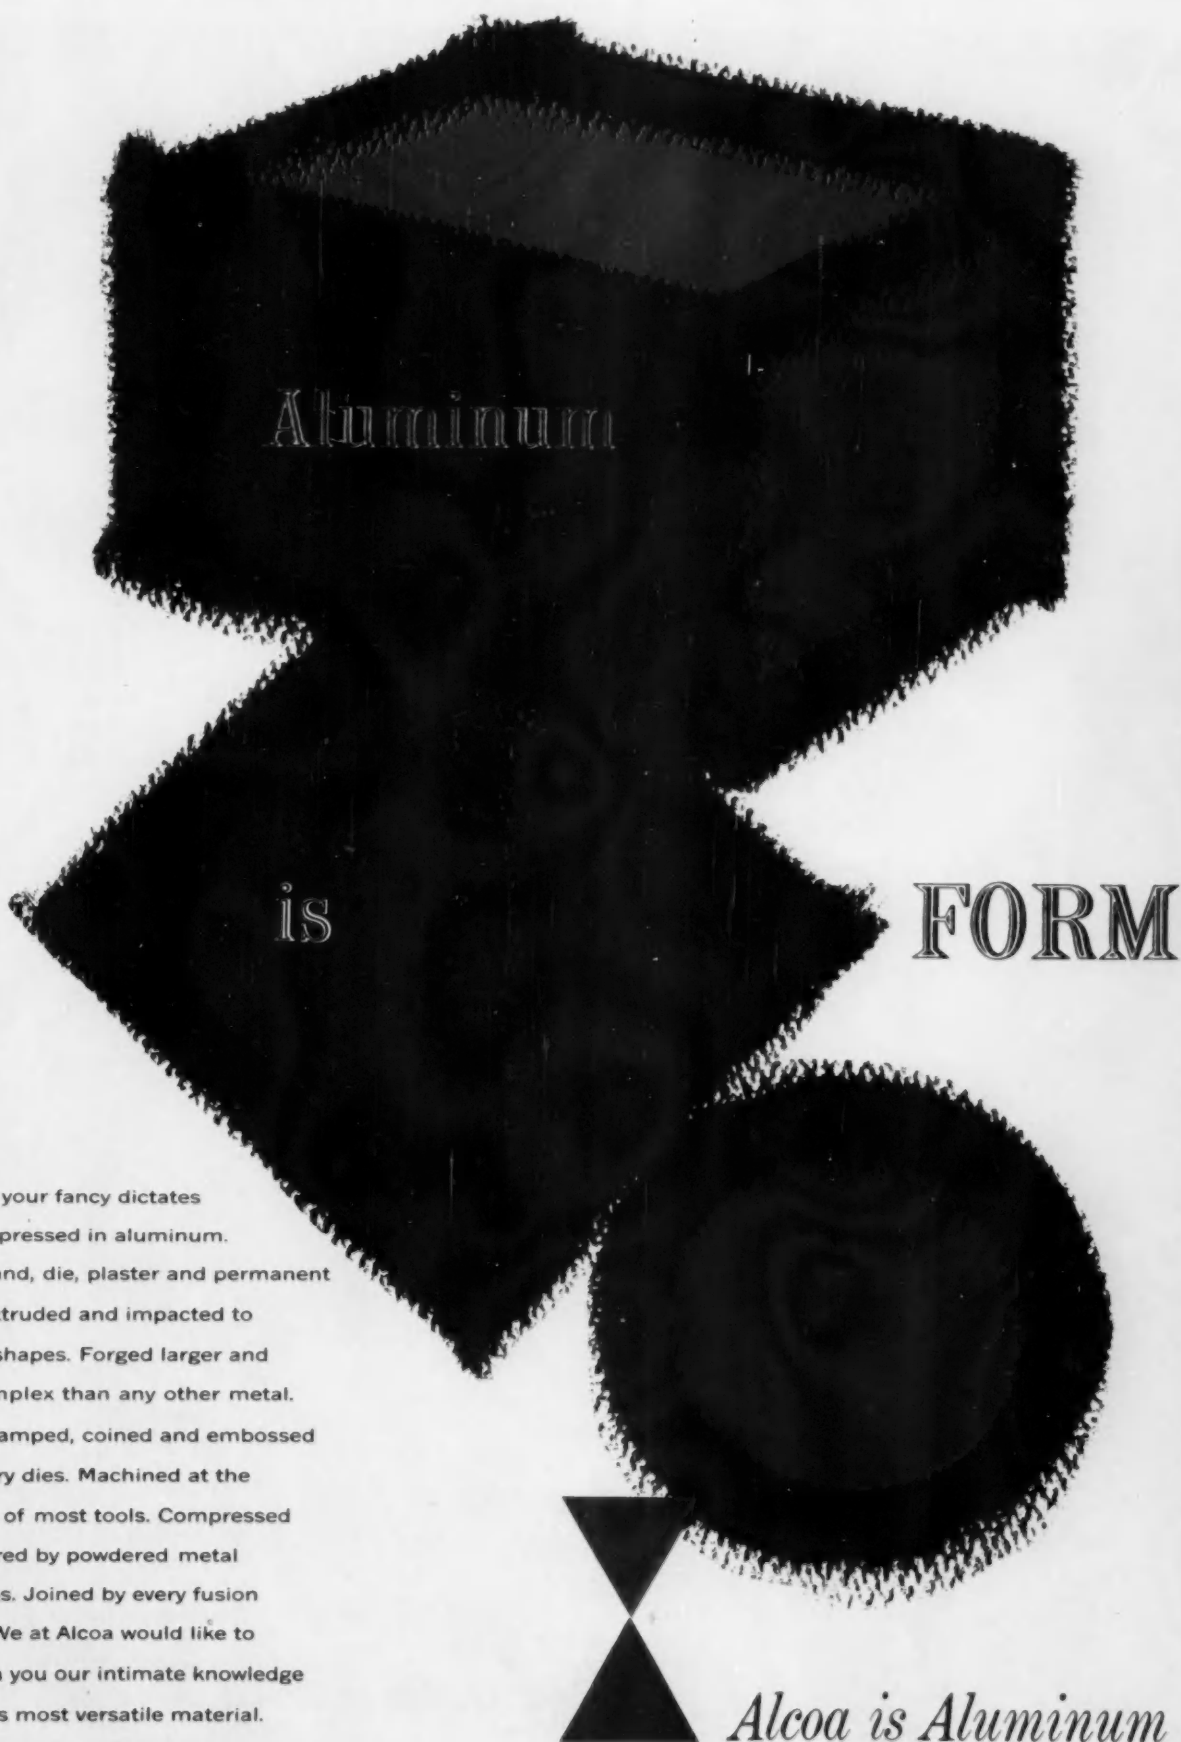 Aluminum
is
FORM
your fancy dictates
pressed in aluminum.
nd, die, plaster and permanent
truded and impacted to
shapes. Forged larger and
nplex than any other metal.
amped, coined and embossed
ry dies. Machined at the
of most tools. Compressed
red by powdered metal
s. Joined by every fusion
We at Alcoa would like to
you our intimate knowledge
s most versatile material.
Alcoa is Aluminum